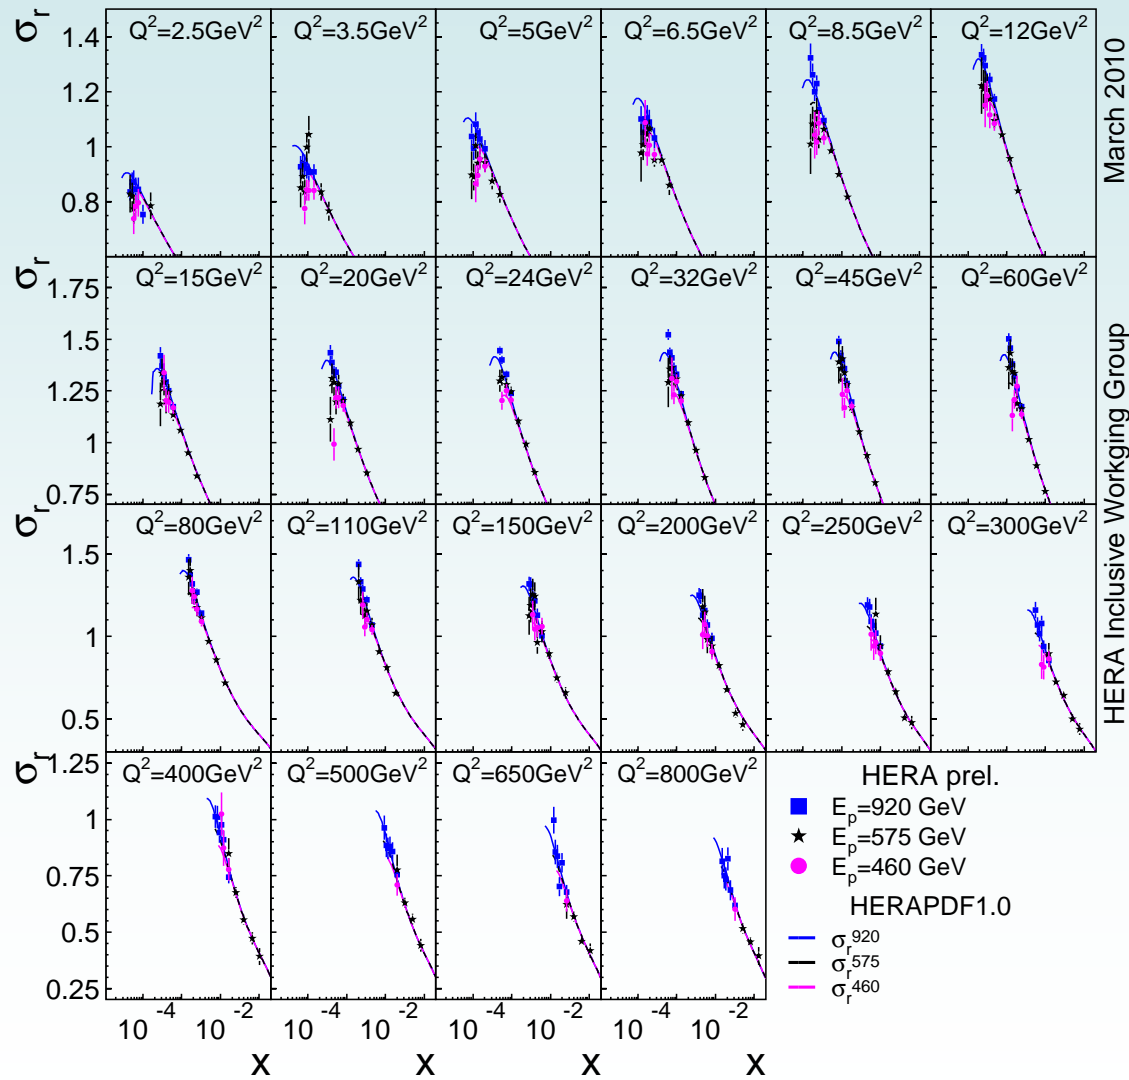 σr
1.4
1.2
1
0.8
Q²=2.5GeV²
Q²=3.5GeV²
Q²=5GeV²
Q²=6.5GeV²
Q²=8.5GeV²
Q²=12GeV²
March 2010
σr
1.75
1.5
1.25
1
0.75
Q²=15GeV²
Q²=20GeV²
Q²=24GeV²
Q²=32GeV²
Q²=45GeV²
Q²=60GeV²
HERA Inclusive Workging Group
σr
1.5
1
0.5
Q²=80GeV²
Q²=110GeV²
Q²=150GeV²
Q²=200GeV²
Q²=250GeV²
Q²=300GeV²
σr
1.25
1
0.75
0.5
0.25
Q²=400GeV²
Q²=500GeV²
Q²=650GeV²
Q²=800GeV²
HERA prel.
E_p=920 GeV
E_p=575 GeV
E_p=460 GeV
HERAPDF1.0
σr⁹²⁰
σr⁵⁷⁵
σr⁴⁶⁰
10⁻⁴ 10⁻² 10⁻⁴ 10⁻² 10⁻⁴ 10⁻² 10⁻⁴ 10⁻²
x x x x